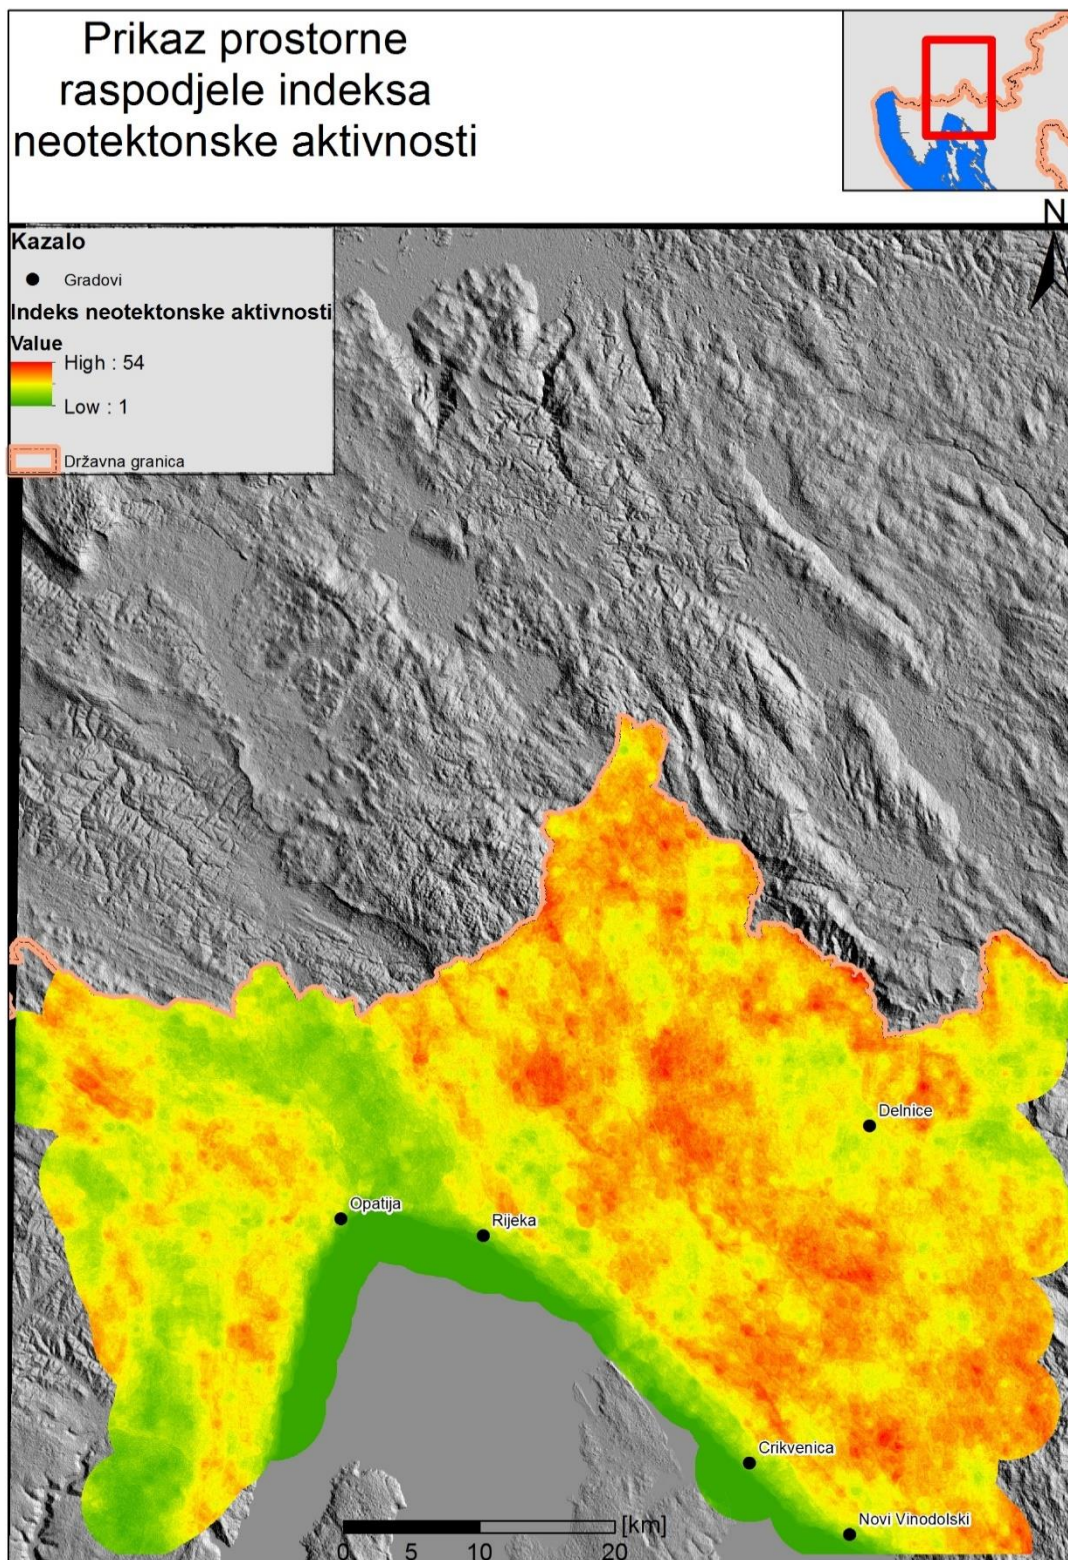 Prikaz prostorne
raspodjele indeksa
neotektonske aktivnosti
N
Kazalo
Gradovi
Indeks neotektonske aktivnosti
Value
High : 54
Low : 1
Državna granica
Delnice
Opatija
Rijeka
Crikvenica
Novi Vinodolski
[km]
0 5 10 20